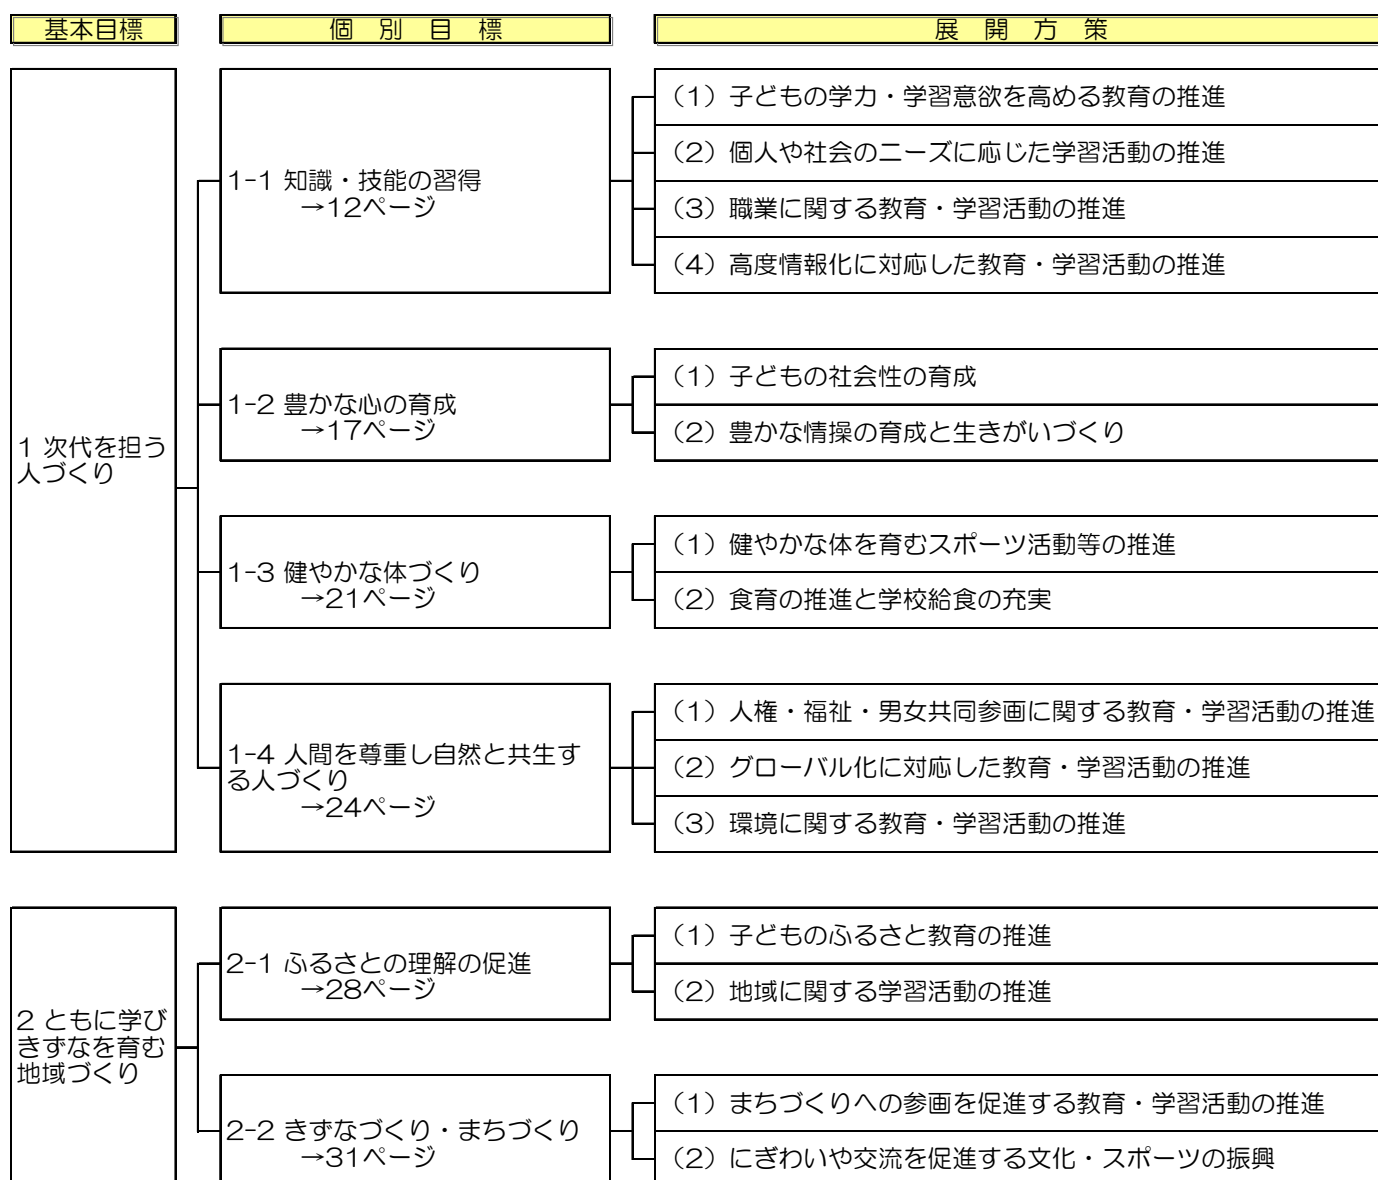 基本目標
個 別 目 標
展 開 方 策
1 次代を担う
人づくり
1-1 知識・技能の習得
→12ページ
(1) 子どもの学力・学習意欲を高める教育の推進
(2) 個人や社会のニーズに応じた学習活動の推進
(3) 職業に関する教育・学習活動の推進
(4) 高度情報化に対応した教育・学習活動の推進
1-2 豊かな心の育成
→17ページ
(1) 子どもの社会性の育成
(2) 豊かな情操の育成と生きがいづくり
1-3 健やかな体づくり
→21ページ
(1) 健やかな体を育むスポーツ活動等の推進
(2) 食育の推進と学校給食の充実
1-4 人間を尊重し自然と共生す
る人づくり
→24ページ
(1) 人権・福祉・男女共同参画に関する教育・学習活動の推進
(2) グローバル化に対応した教育・学習活動の推進
(3) 環境に関する教育・学習活動の推進
2 ともに学び
きずなを育む
地域づくり
2-1 ふるさとの理解の促進
→28ページ
(1) 子どものふるさと教育の推進
(2) 地域に関する学習活動の推進
2-2 きずなづくり・まちづくり
→31ページ
(1) まちづくりへの参画を促進する教育・学習活動の推進
(2) にぎわいや交流を促進する文化・スポーツの振興